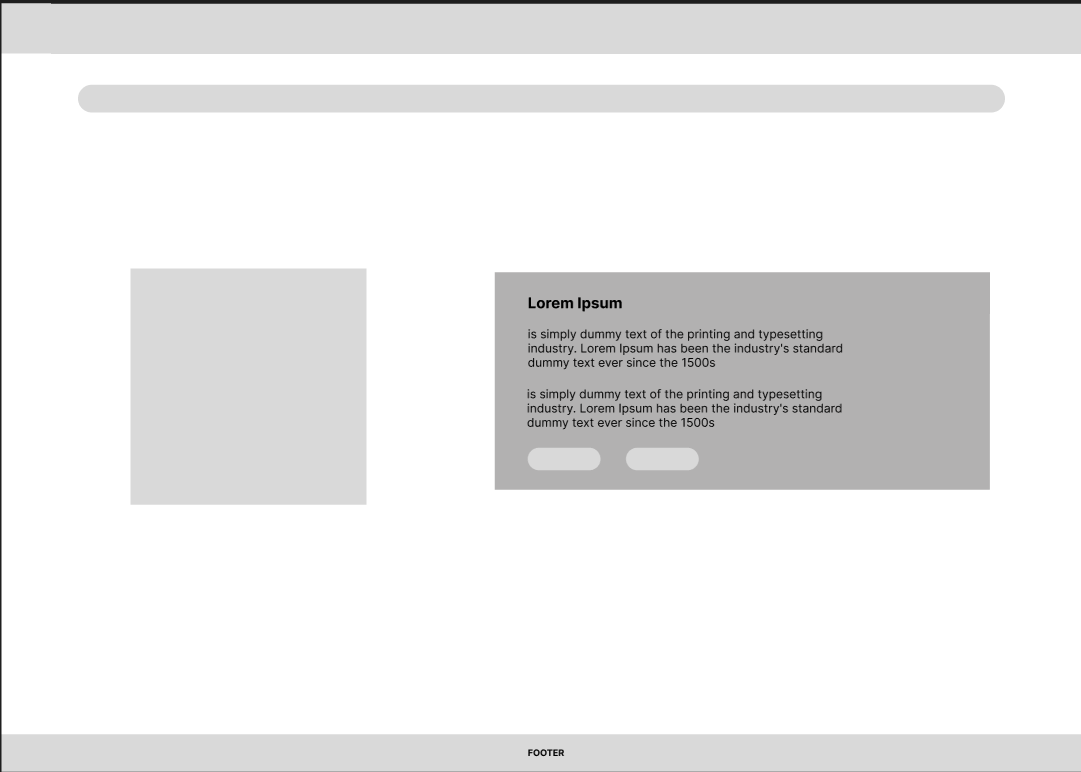 Lorem Ipsum
is simply dummy text of the printing and typesetting
industry. Lorem Ipsum has been the industry's standard
dummy text ever since the 1500s
is simply dummy text of the printing and typesetting
industry. Lorem Ipsum has been the industry's standard
dummy text ever since the 1500s
FOOTER